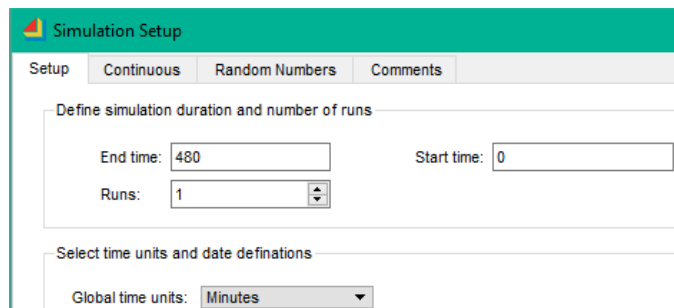 Simulation Setup
Setup Continuous Random Numbers Comments
Define simulation duration and number of runs
End time: 480 Start time: 0
Runs: 1
Select time units and date definations
Global time units: Minutes